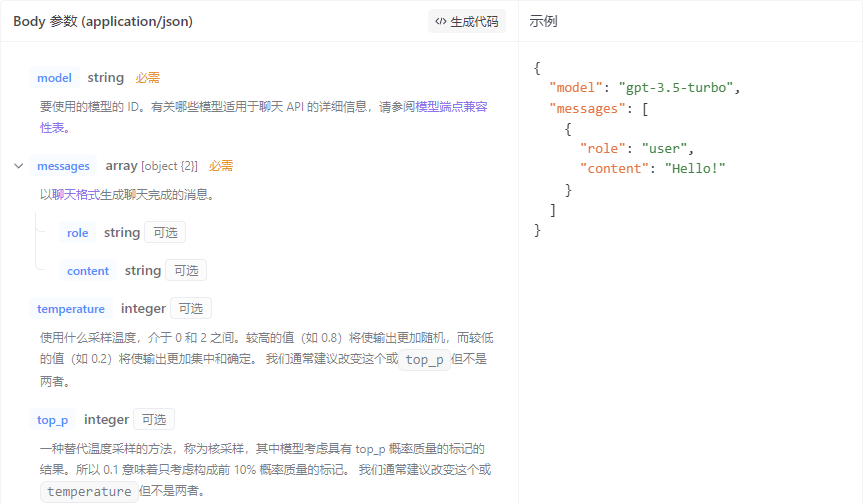 Body 参数 (application/json)
</> 生成代码
model string 必需
要使用的模型的 ID。有关哪些模型适用于聊天 API 的详细信息，请参阅模型端点兼容
性表。
messages array [object {2}] 必需
以聊天格式生成聊天完成的消息。
role string 可选
content string 可选
temperature integer 可选
使用什么采样温度，介于 0 和 2 之间。较高的值（如 0.8）将使输出更加随机，而较低
的值（如 0.2）将使输出更加集中和确定。 我们通常建议改变这个或 top_p 但不是
两者。
top_p integer 可选
一种替代温度采样的方法，称为核采样，其中模型考虑具有 top_p 概率质量的标记的
结果。所以 0.1 意味着只考虑构成前 10% 概率质量的标记。 我们通常建议改变这个或
temperature 但不是两者。
示例
{
  "model": "gpt-3.5-turbo",
  "messages": [
    {
      "role": "user",
      "content": "Hello!"
    }
  ]
}